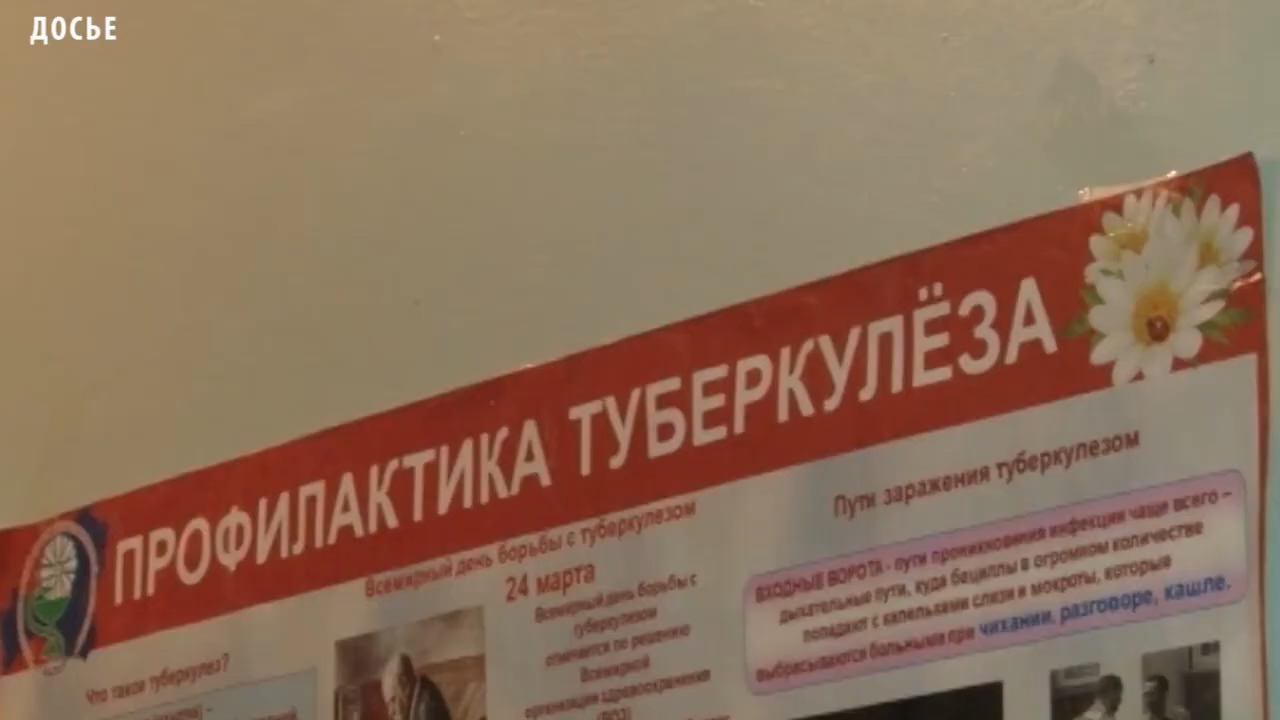 ДОСЬЕ
ПРОФИЛАКТИКА ТУБЕРКУЛЁЗА
Всемирный день борьбы с туберкулезом
24 марта
Всемирный день борьбы с
туберкулезом
отмечается по решению
Всемирной
организации здравоохранения
(ВОЗ)
Что такое туберкулез?
Пути заражения туберкулезом
ВХОДНЫЕ ВОРОТА - пути проникновения инфекции чаще всего –
дыхательные пути, куда бациллы в огромном количестве
попадают с капельками слизи и мокроты, которые
выбрасываются больными при чихании, разговоре, кашле.